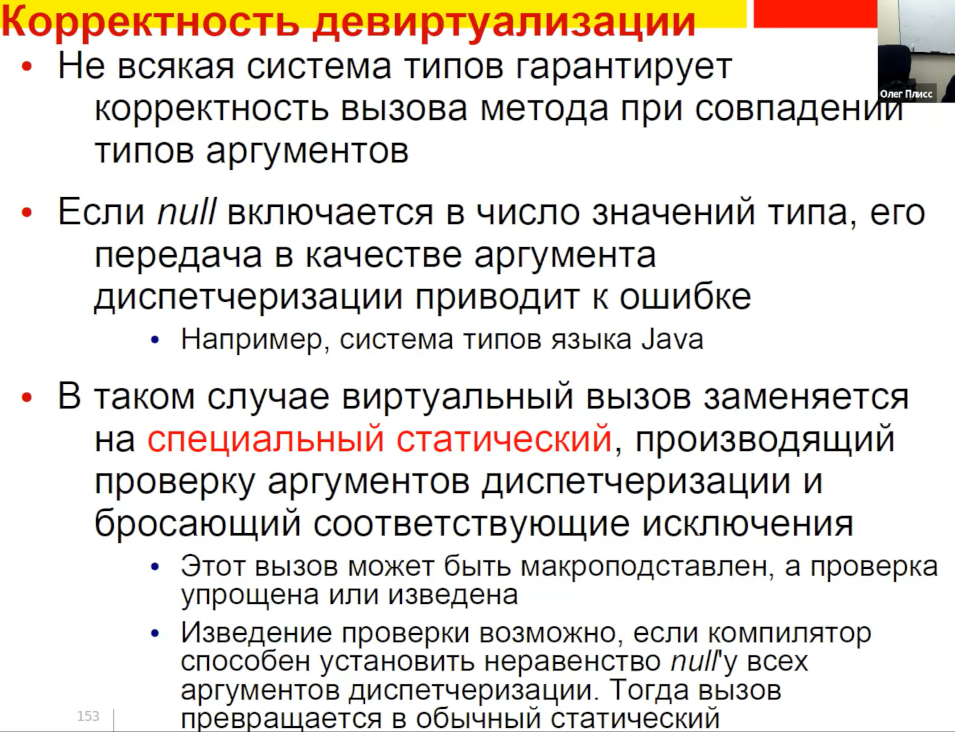 Корректность девиртуализации
• Не всякая система типов гарантирует
корректность вызова метода при совпадении
типов аргументов
Олег Плисс
• Если null включается в число значений типа, его
передача в качестве аргумента
диспетчеризации приводит к ошибке
• Например, система типов языка Java
• В таком случае виртуальный вызов заменяется
на специальный статический, производящий
проверку аргументов диспетчеризации и
бросающий соответствующие исключения
• Этот вызов может быть макроподставлен, а проверка
упрощена или изведена
• Изведение проверки возможно, если компилятор
способен установить неравенство null'у всех
аргументов диспетчеризации. Тогда вызов
превращается в обычный статический
153